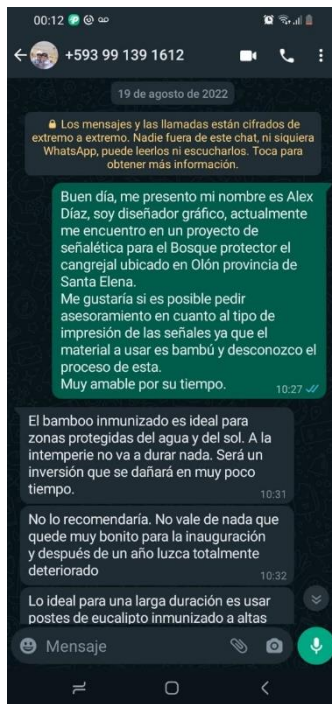 00:12
+593 99 139 1612
19 de agosto de 2022
Los mensajes y las llamadas están cifrados de
extremo a extremo. Nadie fuera de este chat, ni siquiera
WhatsApp, puede leerlos ni escucharlos. Toca para
obtener más información.
Buen día, me presento mi nombre es Alex
Díaz, soy diseñador gráfico, actualmente
me encuentro en un proyecto de
señalética para el Bosque protector el
cangrejal ubicado en Olón provincia de
Santa Elena.
Me gustaría si es posible pedir
asesoramiento en cuanto al tipo de
impresión de las señales ya que el
material a usar es bambú y desconozco el
proceso de esta.
Muy amable por su tiempo.
10:27
El bamboo inmunizado es ideal para
zonas protegidas del agua y del sol. A la
intemperie no va a durar nada. Será un
inversión que se dañará en muy poco
tiempo.
10:31
No lo recomendaría. No vale de nada que
quede muy bonito para la inauguración
y después de un año luzca totalmente
deteriorado
10:32
Lo ideal para una larga duración es usar
postes de eucalipto inmunizado a altas
Mensaje